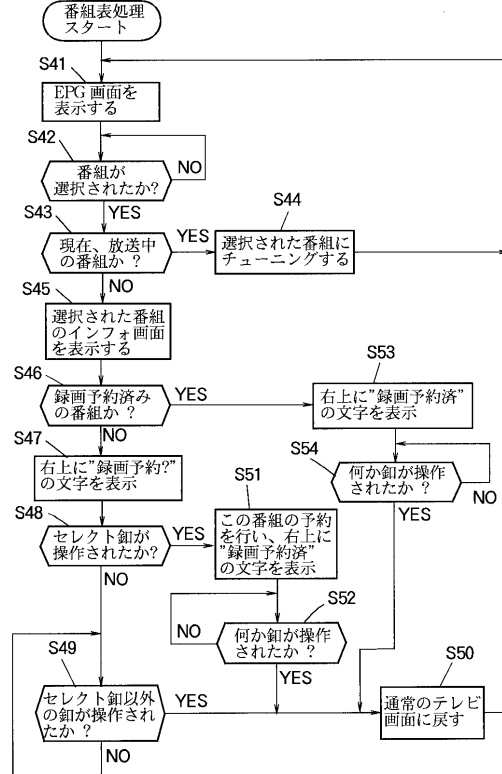 番組表処理
スタート
S41
EPG 画面を
表示する
S42
番組が
選択されたか?
NO
YES
S43
現在、放送中
の番組か ?
YES
NO
S44
選択された番組に
チューニングする
S45
選択された番組
のインフォ画面
を表示する
S46
録画予約済み
の番組か ?
YES
NO
S53
右上に"録画予約済"
の文字を表示
S54
何か釦が操作
されたか ?
NO
YES
S47
右上に"録画予約?"
の文字を表示
S48
セレクト釦が
操作されたか?
YES
NO
S51
この番組の予約
を行い、右上に
"録画予約済"
の文字を表示
S52
何か釦が操作
されたか ?
NO
YES
S49
セレクト釦以外
の釦が操作され
たか ?
YES
NO
S50
通常のテレビ
画面に戻す